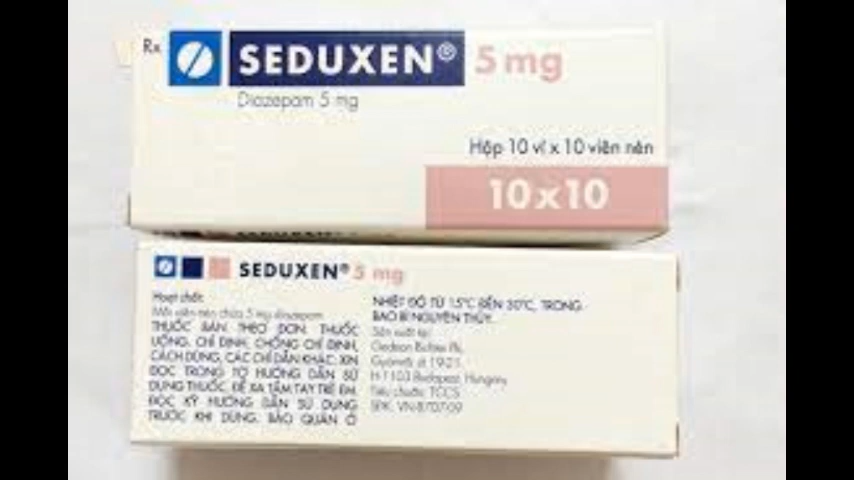 Rx
SEDUXEN® 5 mg
Diazepam 5 mg
Hộp 10 vỉ x 10 viên nén
10x10
SEDUXEN® 5 mg
Hoạt chất:
Mỗi viên nén chứa 5 mg diazepam
THUỐC BÁN THEO ĐƠN. THUỐC
UỐNG. CHỈ ĐỊNH, CHỐNG CHỈ ĐỊNH,
CÁCH DÙNG, CÁC CHỈ DẪN KHÁC: XIN
ĐỌC TRONG TỜ HƯỚNG DẪN SỬ
DỤNG THUỐC. ĐỂ XA TẦM TAY TRẺ EM.
ĐỌC KỸ HƯỚNG DẪN SỬ DỤNG
TRƯỚC KHI DÙNG. BẢO QUẢN Ở
NHIỆT ĐỘ TỪ 15°C ĐẾN 30°C, TRONG
BAO BÌ NGUYÊN THỦY.
Sản xuất tại:
Gedeon Richter Plc.
Gyömrői út 19-21.
H-1103 Budapest, Hungary
Tiêu chuẩn: TCCS
SĐK: VN-8707-09